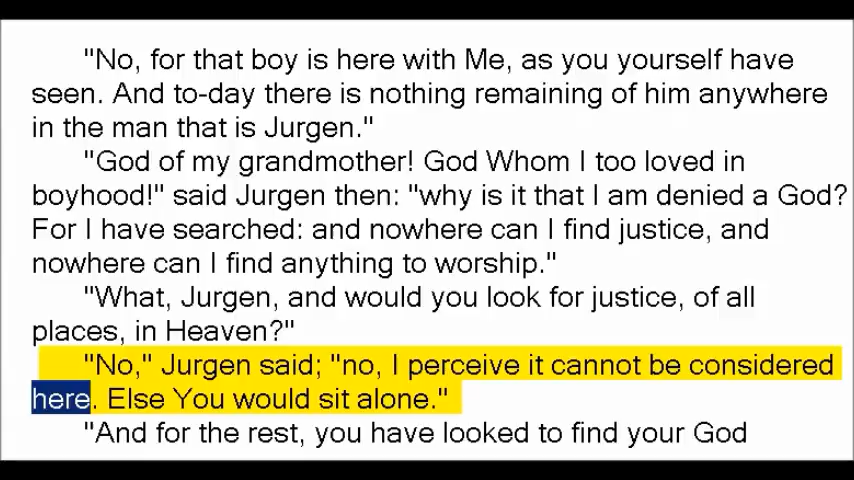 "No, for that boy is here with Me, as you yourself have
seen. And to-day there is nothing remaining of him anywhere
in the man that is Jurgen."
"God of my grandmother! God Whom I too loved in
boyhood!" said Jurgen then: "why is it that I am denied a God?
For I have searched: and nowhere can I find justice, and
nowhere can I find anything to worship."
"What, Jurgen, and would you look for justice, of all
places, in Heaven?"
"No," Jurgen said; "no, I perceive it cannot be considered
here. Else You would sit alone."
"And for the rest, you have looked to find your God